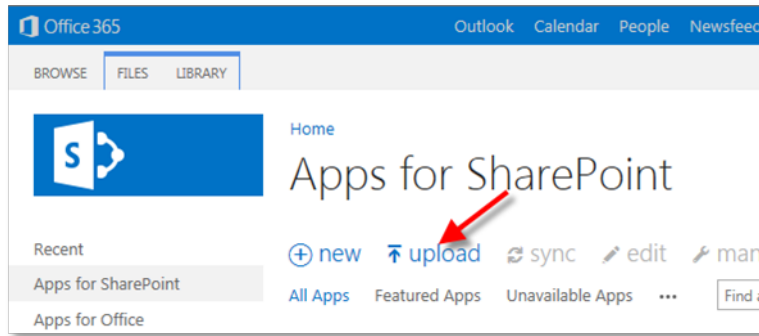 Office 365 Outlook Calendar People Newsfeed
BROWSE FILES LIBRARY
S
Home
Apps for SharePoint
new upload sync edit
Recent
Apps for SharePoint
All Apps Featured Apps Unavailable Apps ••• Find
Apps for Office